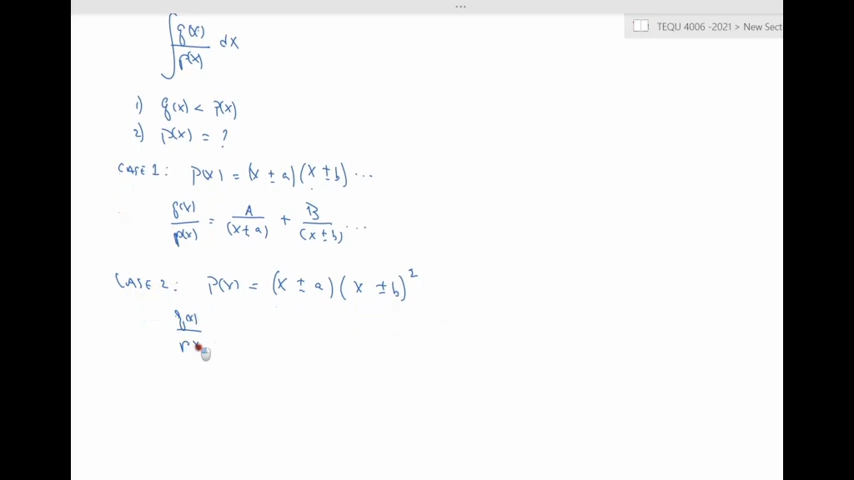 ...
TEQU 4006 -2021 > New Sect
∫ q(x)/p(x) dx
1) q(x) < p(x)
2) p(x) = ?
CASE 1: p(x) = (x ± a)(x ± b) ...
q(x)/p(x) = A/(x ± a) + B/(x ± b) ...
CASE 2: p(x) = (x ± a)(x ± b)²
q(x)/p x